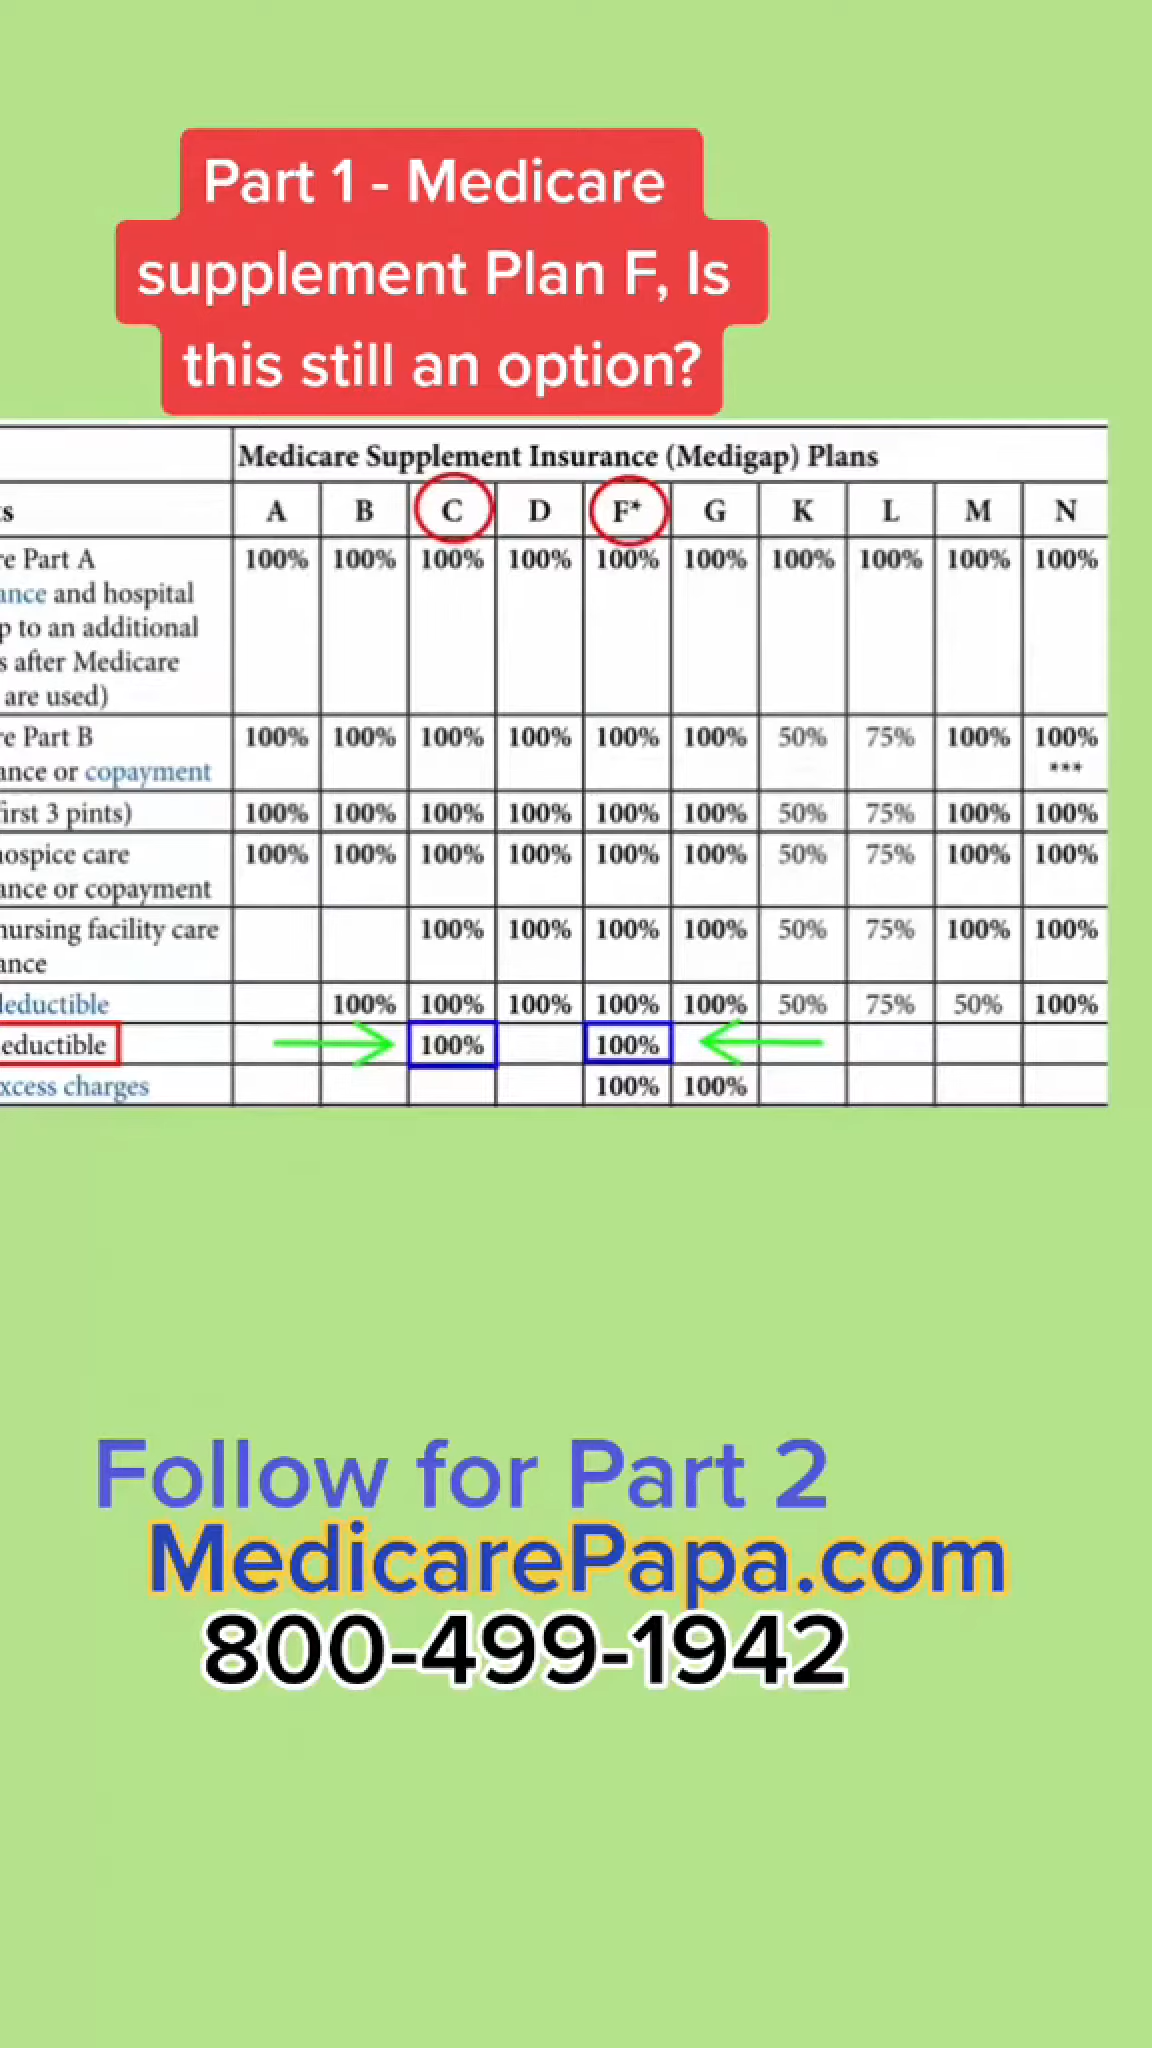 Part 1 - Medicare
supplement Plan F, Is
this still an option?
Medicare Supplement Insurance (Medigap) Plans
s A B C D F* G K L M N
re Part A 100% 100% 100% 100% 100% 100% 100% 100% 100% 100%
ance and hospital
p to an additional
s after Medicare
are used)
re Part B 100% 100% 100% 100% 100% 100% 50% 75% 100% 100%
ance or copayment ***
first 3 pints) 100% 100% 100% 100% 100% 100% 50% 75% 100% 100%
hospice care 100% 100% 100% 100% 100% 100% 50% 75% 100% 100%
ance or copayment
nursing facility care 100% 100% 100% 100% 50% 75% 100% 100%
ance
deductible 100% 100% 100% 100% 100% 50% 75% 50% 100%
eductible 100% 100%
xcess charges 100% 100%
Follow for Part 2
MedicarePapa.com
800-499-1942